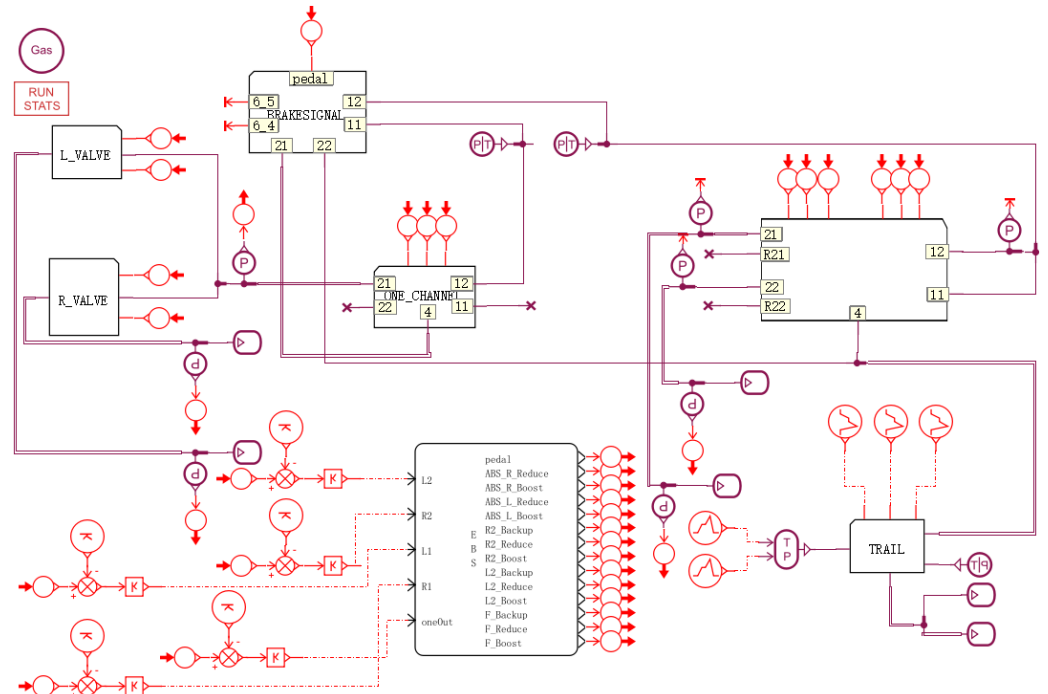 Gas
RUN
STATS
pedal
6_5
12
BRAKESIGNAL
6_4
11
21
22
L_VALVE
P|T
P|T
P
P
P
P
21
R21
22
R22
12
11
4
R_VALVE
21
12
ONE_CHANNEL
22
11
4
P
P
P
P
K
K
K
K
K
K
K
K
K
K
L2
R2
L1
R1
oneOut
E
B
S
pedal
ABS_R_Reduce
ABS_R_Boost
ABS_L_Reduce
ABS_L_Boost
R2_Backup
R2_Reduce
R2_Boost
L2_Backup
L2_Reduce
L2_Boost
F_Backup
F_Reduce
F_Boost
T
P
TRAIL
P|T